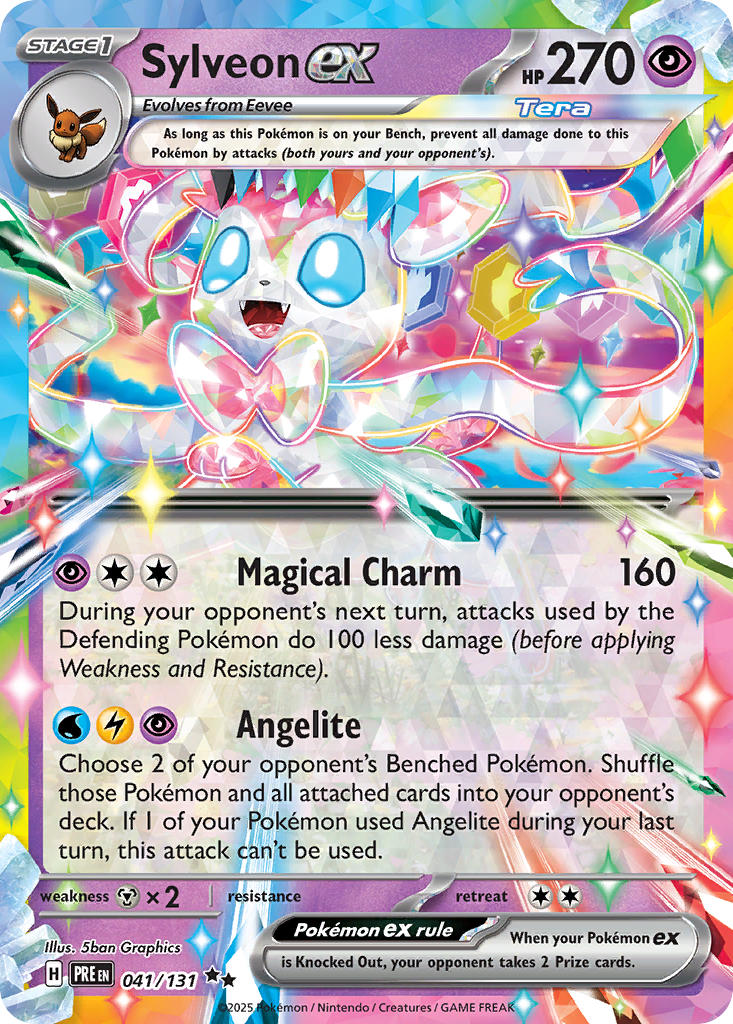 STAGE 1
Sylveon ex
HP 270
Evolves from Eevee
Tera
As long as this Pokémon is on your Bench, prevent all damage done to this
Pokémon by attacks (both yours and your opponent's).
Magical Charm 160
During your opponent's next turn, attacks used by the
Defending Pokémon do 100 less damage (before applying
Weakness and Resistance).
Angelite
Choose 2 of your opponent's Benched Pokémon. Shuffle
those Pokémon and all attached cards into your opponent's
deck. If 1 of your Pokémon used Angelite during your last
turn, this attack can't be used.
weakness ×2 resistance retreat
Illus. 5ban Graphics
H PRE EN 041/131
Pokémon ex rule
When your Pokémon ex
is Knocked Out, your opponent takes 2 Prize cards.
©2025 Pokémon / Nintendo / Creatures / GAME FREAK